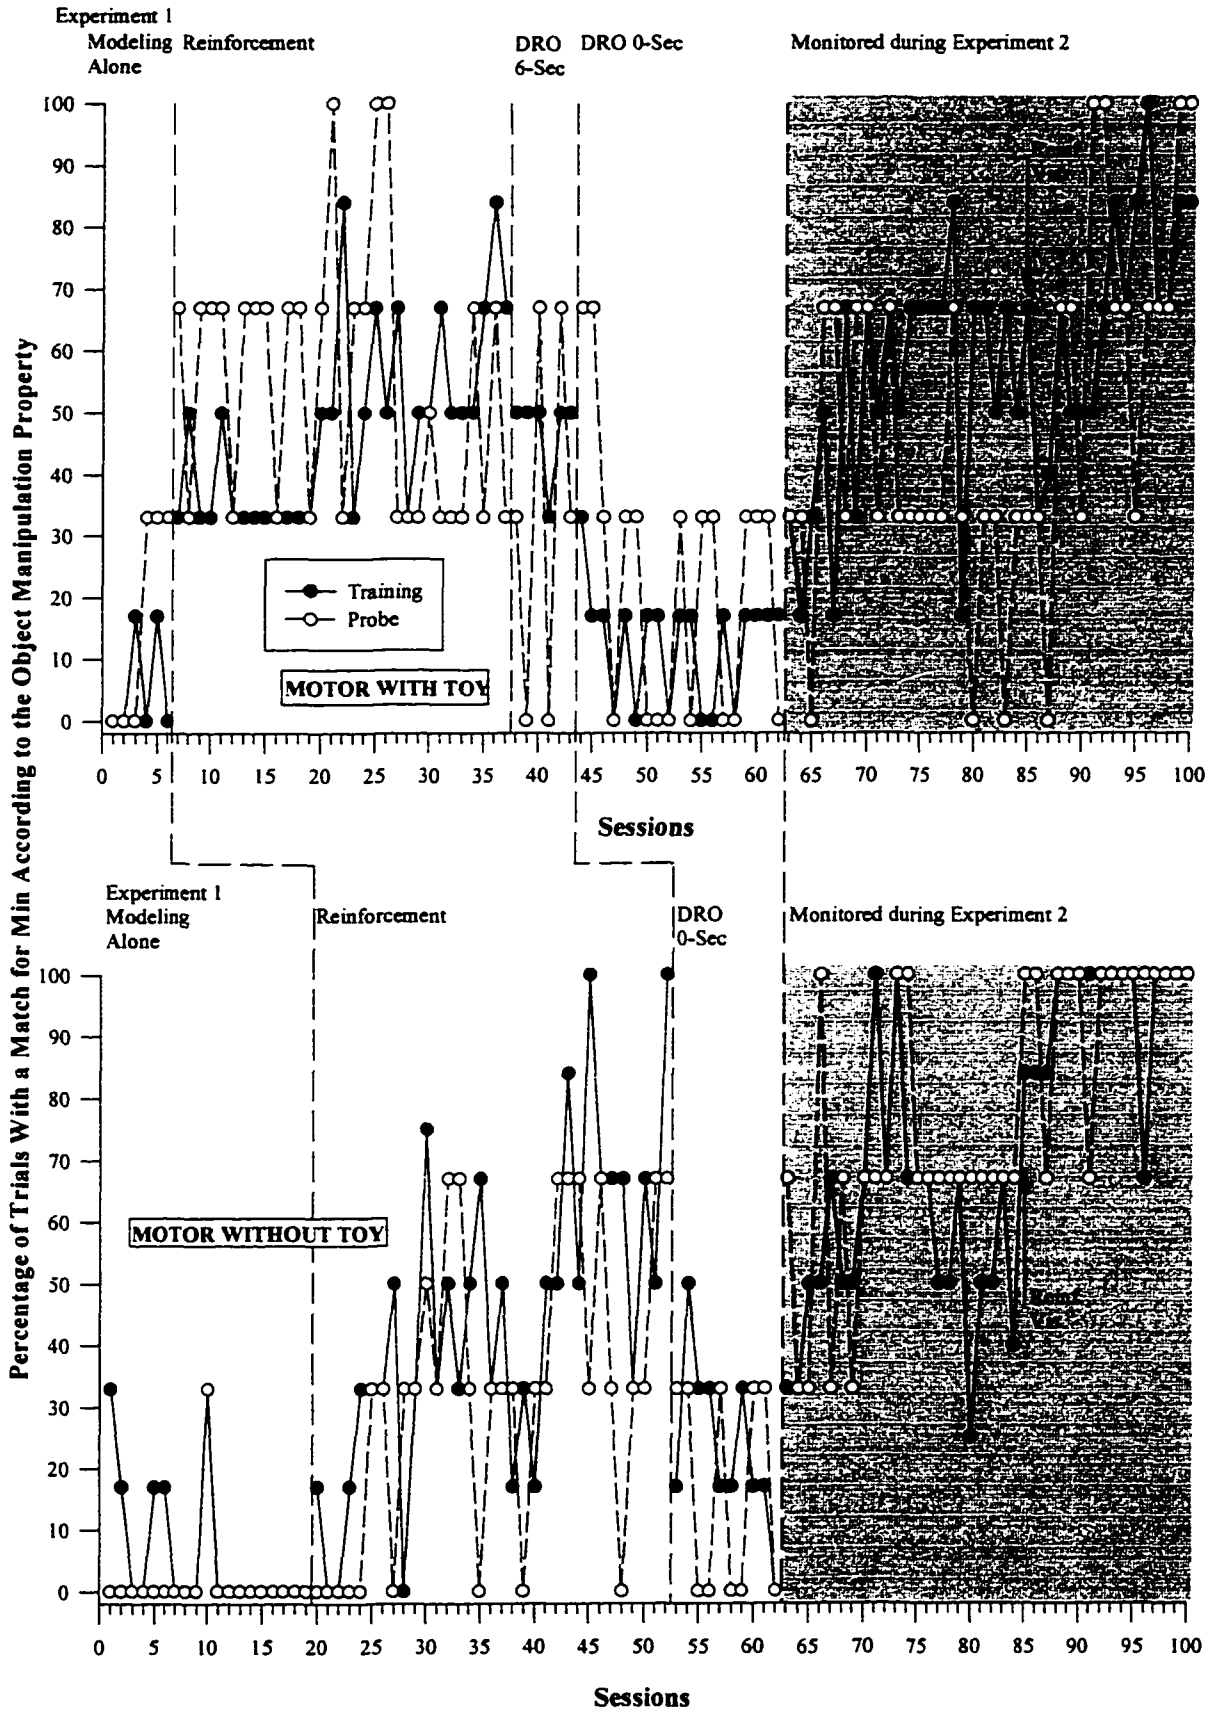 Experiment 1
Modeling Reinforcement DRO DRO 0-Sec Monitored during Experiment 2
Alone 6-Sec
100
90
80
70
60
50
40
30
20
10
0
Training
Probe
MOTOR WITH TOY
0 5 10 15 20 25 30 35 40 45 50 55 60 65 70 75 80 85 90 95 100
Sessions
Percentage of Trials With a Match for Min According to the Object Manipulation Property
Experiment 1
Modeling Reinforcement DRO Monitored during Experiment 2
Alone 0-Sec
100
90
80
70
60
50
40
30
20
10
0
MOTOR WITHOUT TOY
0 5 10 15 20 25 30 35 40 45 50 55 60 65 70 75 80 85 90 95 100
Sessions